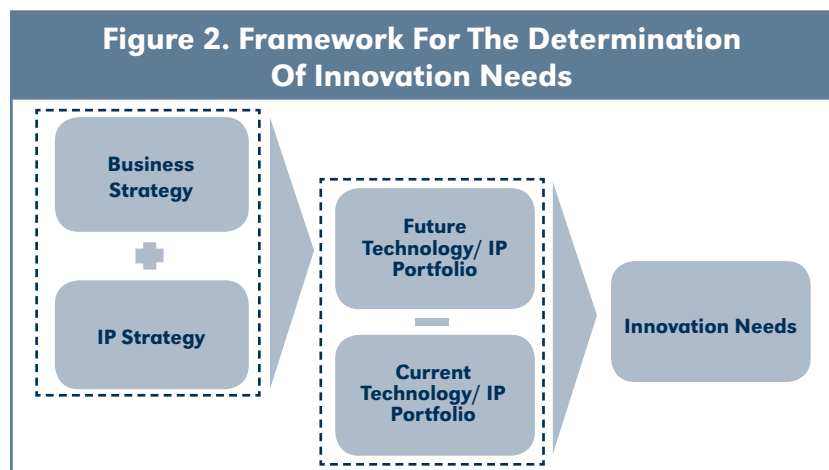 Figure 2. Framework For The Determination
Of Innovation Needs
Business
Strategy
IP Strategy
Future
Technology/ IP
Portfolio
Current
Technology/ IP
Portfolio
Innovation Needs